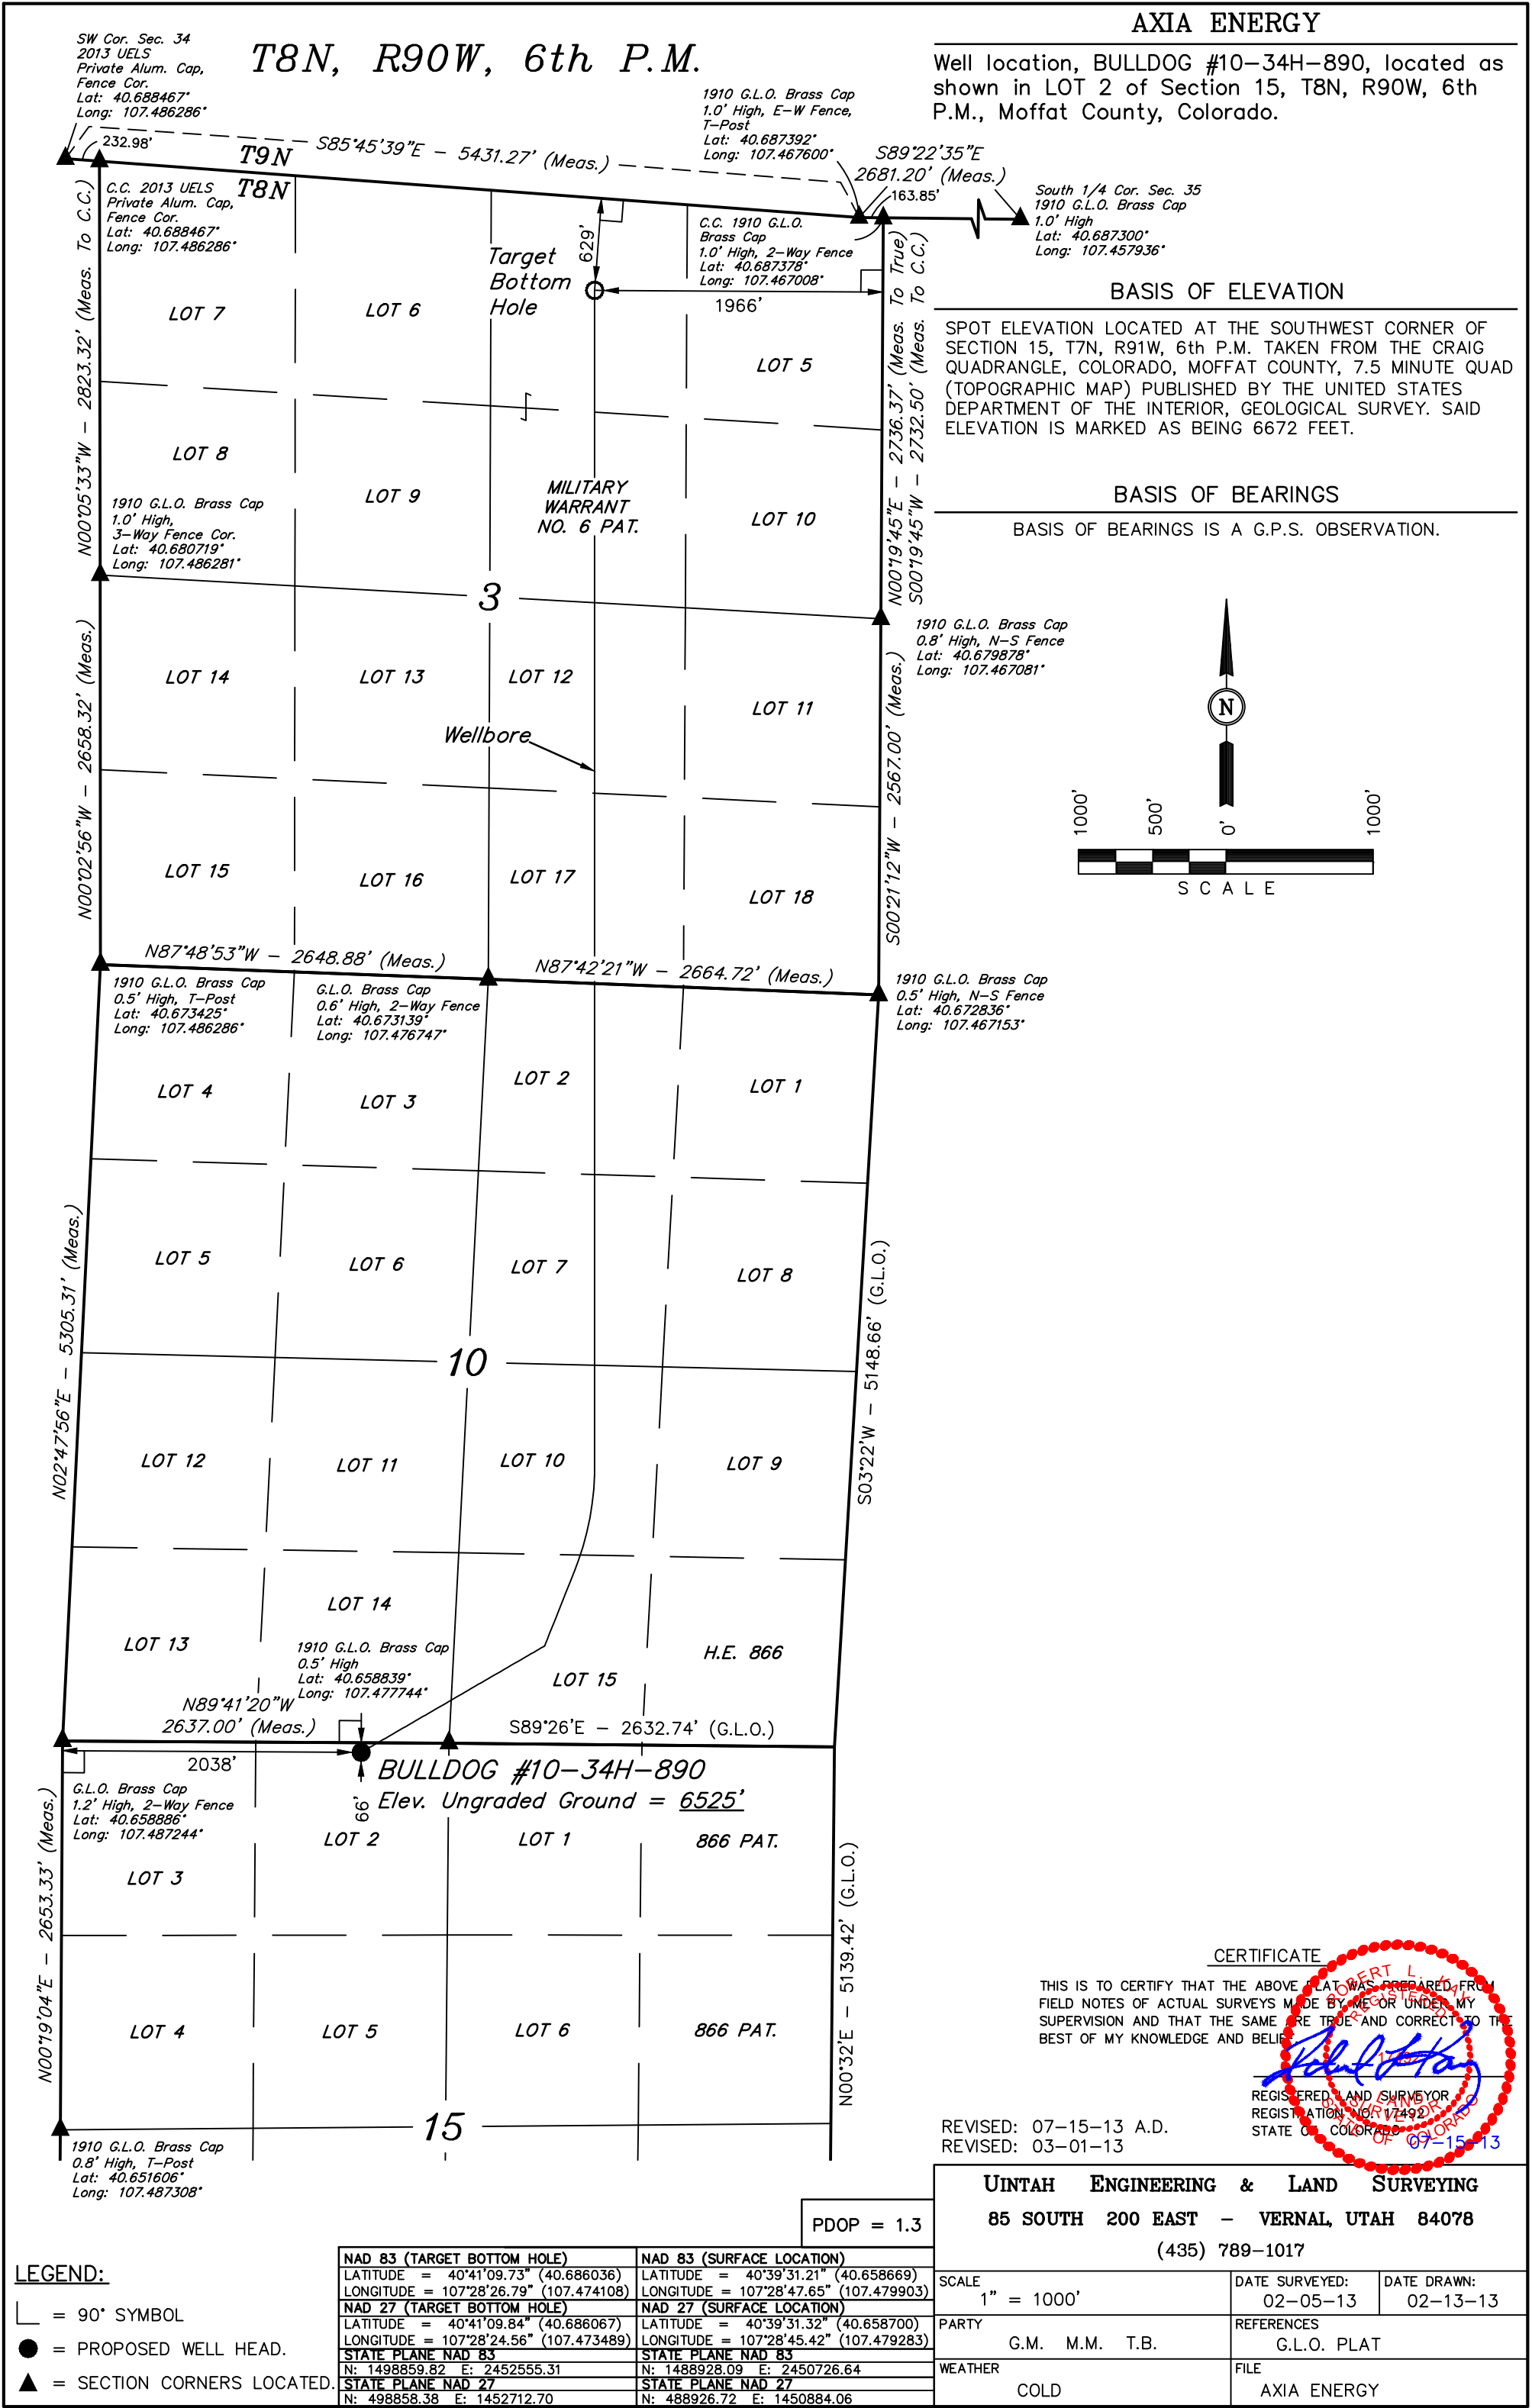 AXIA ENERGY
Well location, BULLDOG #10-34H-890, located as
shown in LOT 2 of Section 15, T8N, R90W, 6th
P.M., Moffat County, Colorado.
T8N, R90W, 6th P.M.
SW Cor. Sec. 34
2013 UELS
Private Alum. Cap,
Fence Cor.
Lat: 40.688467°
Long: 107.486286°
232.98'
T9N
T8N
S85°45'39"E - 5431.27' (Meas.)
1910 G.L.O. Brass Cap
1.0' High, E-W Fence,
T-Post
Lat: 40.687392°
Long: 107.467600°
S89°22'35"E
2681.20' (Meas.)
163.85'
South 1/4 Cor. Sec. 35
1910 G.L.O. Brass Cap
1.0' High
Lat: 40.687300°
Long: 107.457936°
C.C. 2013 UELS
Private Alum. Cap,
Fence Cor.
Lat: 40.688467°
Long: 107.486286°
C.C. 1910 G.L.O.
Brass Cap
1.0' High, 2-Way Fence
Lat: 40.687378°
Long: 107.467008°
629'
Target
Bottom
Hole
1966'
N00°05'33"W - 2823.32' (Meas. To C.C.)
N00°19'45"E - 2736.37' (Meas. To True)
S00°19'45"W - 2732.50' (Meas. To C.C.)
LOT 7
LOT 6
LOT 5
LOT 8
LOT 9
MILITARY
WARRANT
NO. 6 PAT.
LOT 10
1910 G.L.O. Brass Cap
1.0' High,
3-Way Fence Cor.
Lat: 40.680719°
Long: 107.486281°
3
1910 G.L.O. Brass Cap
0.8' High, N-S Fence
Lat: 40.679878°
Long: 107.467081°
BASIS OF ELEVATION
SPOT ELEVATION LOCATED AT THE SOUTHWEST CORNER OF
SECTION 15, T7N, R91W, 6th P.M. TAKEN FROM THE CRAIG
QUADRANGLE, COLORADO, MOFFAT COUNTY, 7.5 MINUTE QUAD
(TOPOGRAPHIC MAP) PUBLISHED BY THE UNITED STATES
DEPARTMENT OF THE INTERIOR, GEOLOGICAL SURVEY. SAID
ELEVATION IS MARKED AS BEING 6672 FEET.
BASIS OF BEARINGS
BASIS OF BEARINGS IS A G.P.S. OBSERVATION.
N
1000'
500'
0'
1000'
SCALE
N00°02'56"W - 2658.32' (Meas.)
S00°21'12"W - 2567.00' (Meas.)
LOT 14
LOT 13
LOT 12
LOT 11
Wellbore
LOT 15
LOT 16
LOT 17
LOT 18
N87°48'53"W - 2648.88' (Meas.)
N87°42'21"W - 2664.72' (Meas.)
1910 G.L.O. Brass Cap
0.5' High, T-Post
Lat: 40.673425°
Long: 107.486286°
G.L.O. Brass Cap
0.6' High, 2-Way Fence
Lat: 40.673139°
Long: 107.476747°
1910 G.L.O. Brass Cap
0.5' High, N-S Fence
Lat: 40.672836°
Long: 107.467153°
LOT 4
LOT 3
LOT 2
LOT 1
LOT 5
LOT 6
LOT 7
LOT 8
N02°47'56"E - 5305.31' (Meas.)
S03°22'W - 5148.66' (G.L.O.)
10
LOT 12
LOT 11
LOT 10
LOT 9
LOT 14
LOT 13
LOT 15
H.E. 866
1910 G.L.O. Brass Cap
0.5' High
Lat: 40.658839°
Long: 107.477744°
N89°41'20"W
2637.00' (Meas.)
S89°26'E - 2632.74' (G.L.O.)
2038'
66'
BULLDOG #10-34H-890
Elev. Ungraded Ground = 6525'
G.L.O. Brass Cap
1.2' High, 2-Way Fence
Lat: 40.658886°
Long: 107.487244°
LOT 3
LOT 2
LOT 1
866 PAT.
N00°19'04"E - 2653.33' (Meas.)
N00°32'E - 5139.42' (G.L.O.)
LOT 4
LOT 5
LOT 6
866 PAT.
15
1910 G.L.O. Brass Cap
0.8' High, T-Post
Lat: 40.651606°
Long: 107.487308°
CERTIFICATE
THIS IS TO CERTIFY THAT THE ABOVE PLAT WAS PREPARED FROM
FIELD NOTES OF ACTUAL SURVEYS MADE BY ME OR UNDER MY
SUPERVISION AND THAT THE SAME ARE TRUE AND CORRECT TO THE
BEST OF MY KNOWLEDGE AND BELIEF
ROBERT L. KAY
REGISTERED
17492
LAND
SURVEYOR
STATE OF COLORADO
REGISTERED LAND SURVEYOR
REGISTRATION NO. 17492
STATE OF COLORADO
07-15-13
REVISED: 07-15-13 A.D.
REVISED: 03-01-13
UINTAH ENGINEERING & LAND SURVEYING
85 SOUTH 200 EAST - VERNAL, UTAH 84078
(435) 789-1017
SCALE
1" = 1000'
DATE SURVEYED:
02-05-13
DATE DRAWN:
02-13-13
PARTY
G.M. M.M. T.B.
REFERENCES
G.L.O. PLAT
WEATHER
COLD
FILE
AXIA ENERGY
PDOP = 1.3
LEGEND:
= 90° SYMBOL
= PROPOSED WELL HEAD.
= SECTION CORNERS LOCATED.
NAD 83 (TARGET BOTTOM HOLE)
LATITUDE = 40°41'09.73" (40.686036)
LONGITUDE = 107°28'26.79" (107.474108)
NAD 27 (TARGET BOTTOM HOLE)
LATITUDE = 40°41'09.84" (40.686067)
LONGITUDE = 107°28'24.56" (107.473489)
STATE PLANE NAD 83
N: 1498859.82 E: 2452555.31
STATE PLANE NAD 27
N: 498858.38 E: 1452712.70
NAD 83 (SURFACE LOCATION)
LATITUDE = 40°39'31.21" (40.658669)
LONGITUDE = 107°28'47.65" (107.479903)
NAD 27 (SURFACE LOCATION)
LATITUDE = 40°39'31.32" (40.658700)
LONGITUDE = 107°28'45.42" (107.479283)
STATE PLANE NAD 83
N: 1488928.09 E: 2450726.64
STATE PLANE NAD 27
N: 488926.72 E: 1450884.06